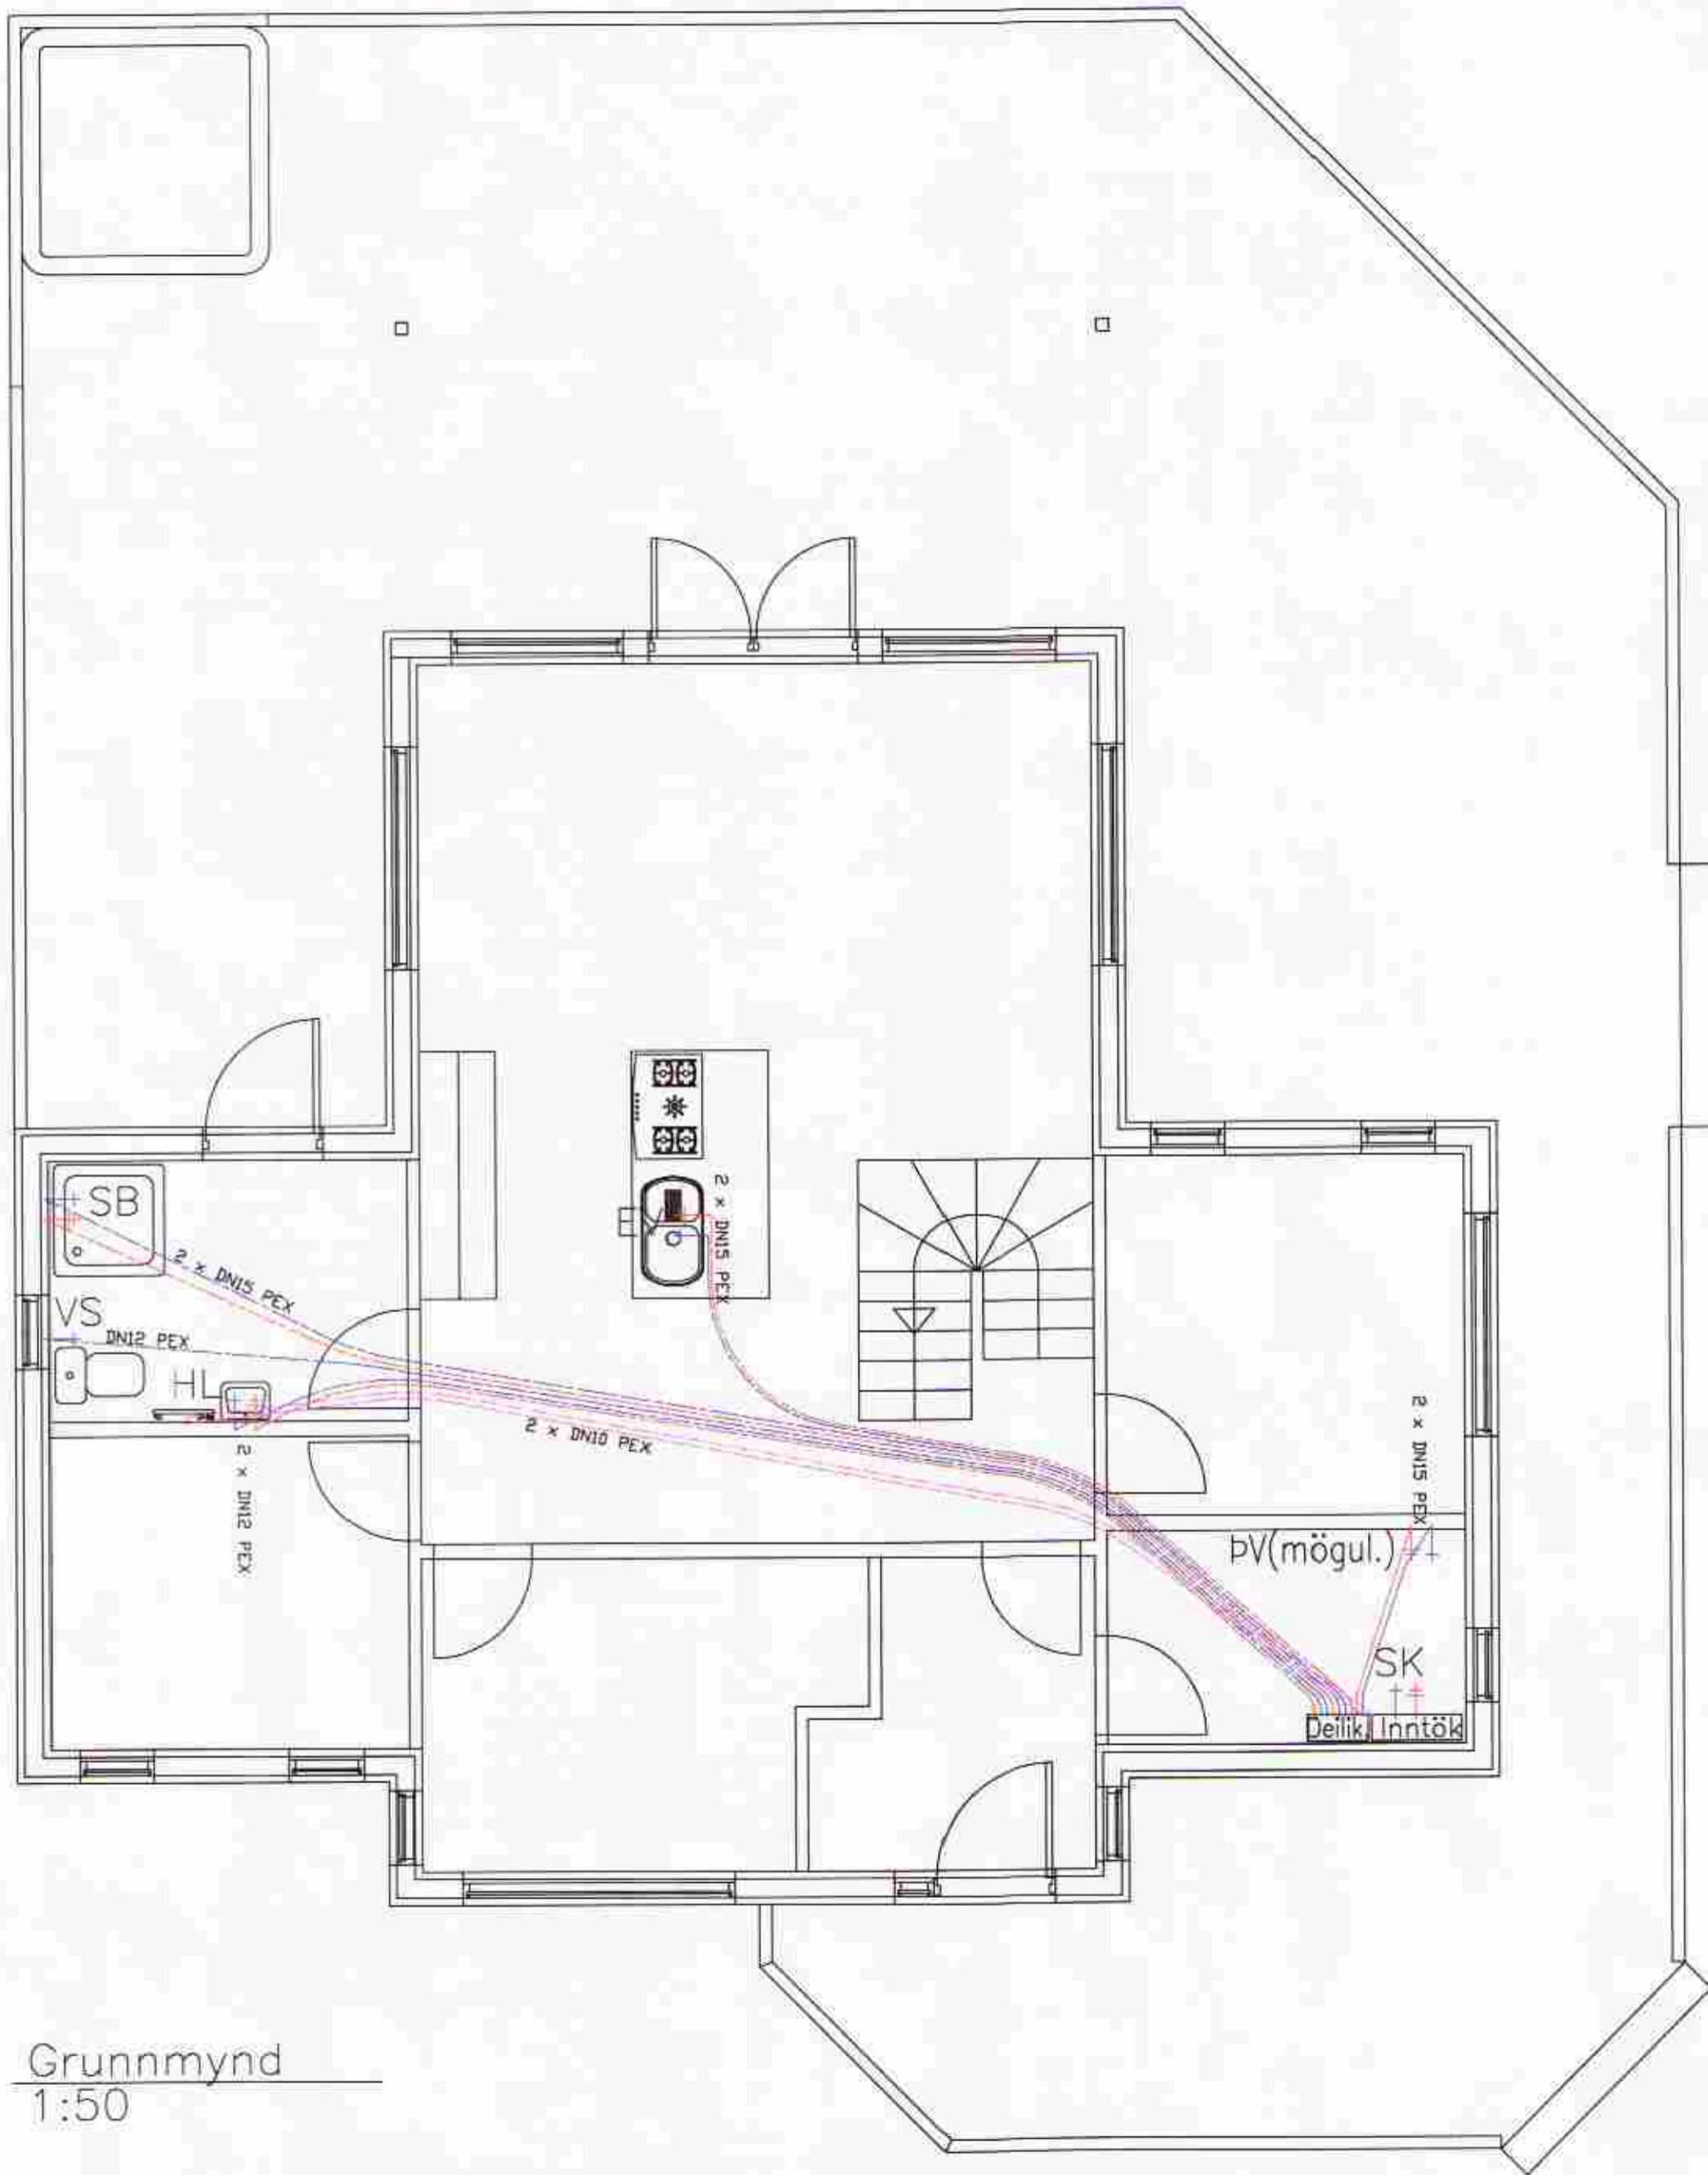 SB
2 x DN15 PEX
2 x DN15 PEX
VS
DN12 PEX
HL
2 x DN10 PEX
2 x DN12 PEX
2 x DN15 PEX
ÞV(mögul.)
SK
Deilik. Inntök
Grunnmynd
1:50